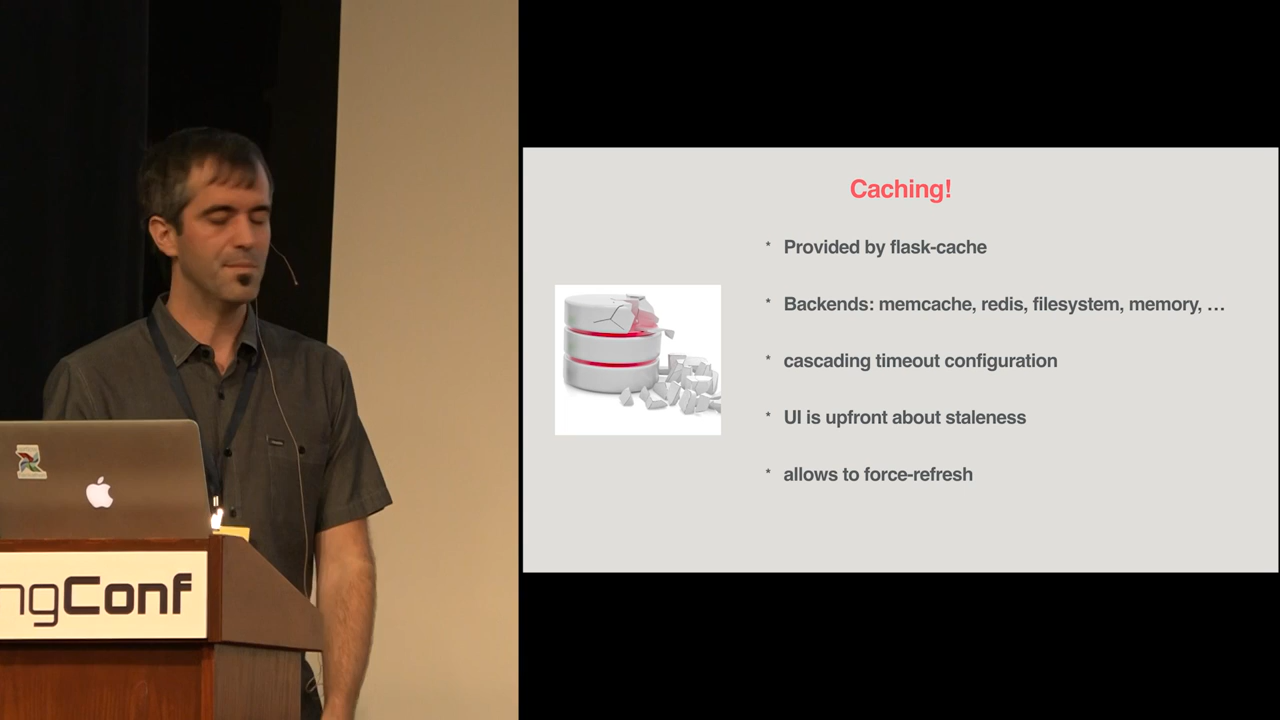 Caching!
* Provided by flask-cache
* Backends: memcache, redis, filesystem, memory, …
* cascading timeout configuration
* UI is upfront about staleness
* allows to force-refresh
ngConf